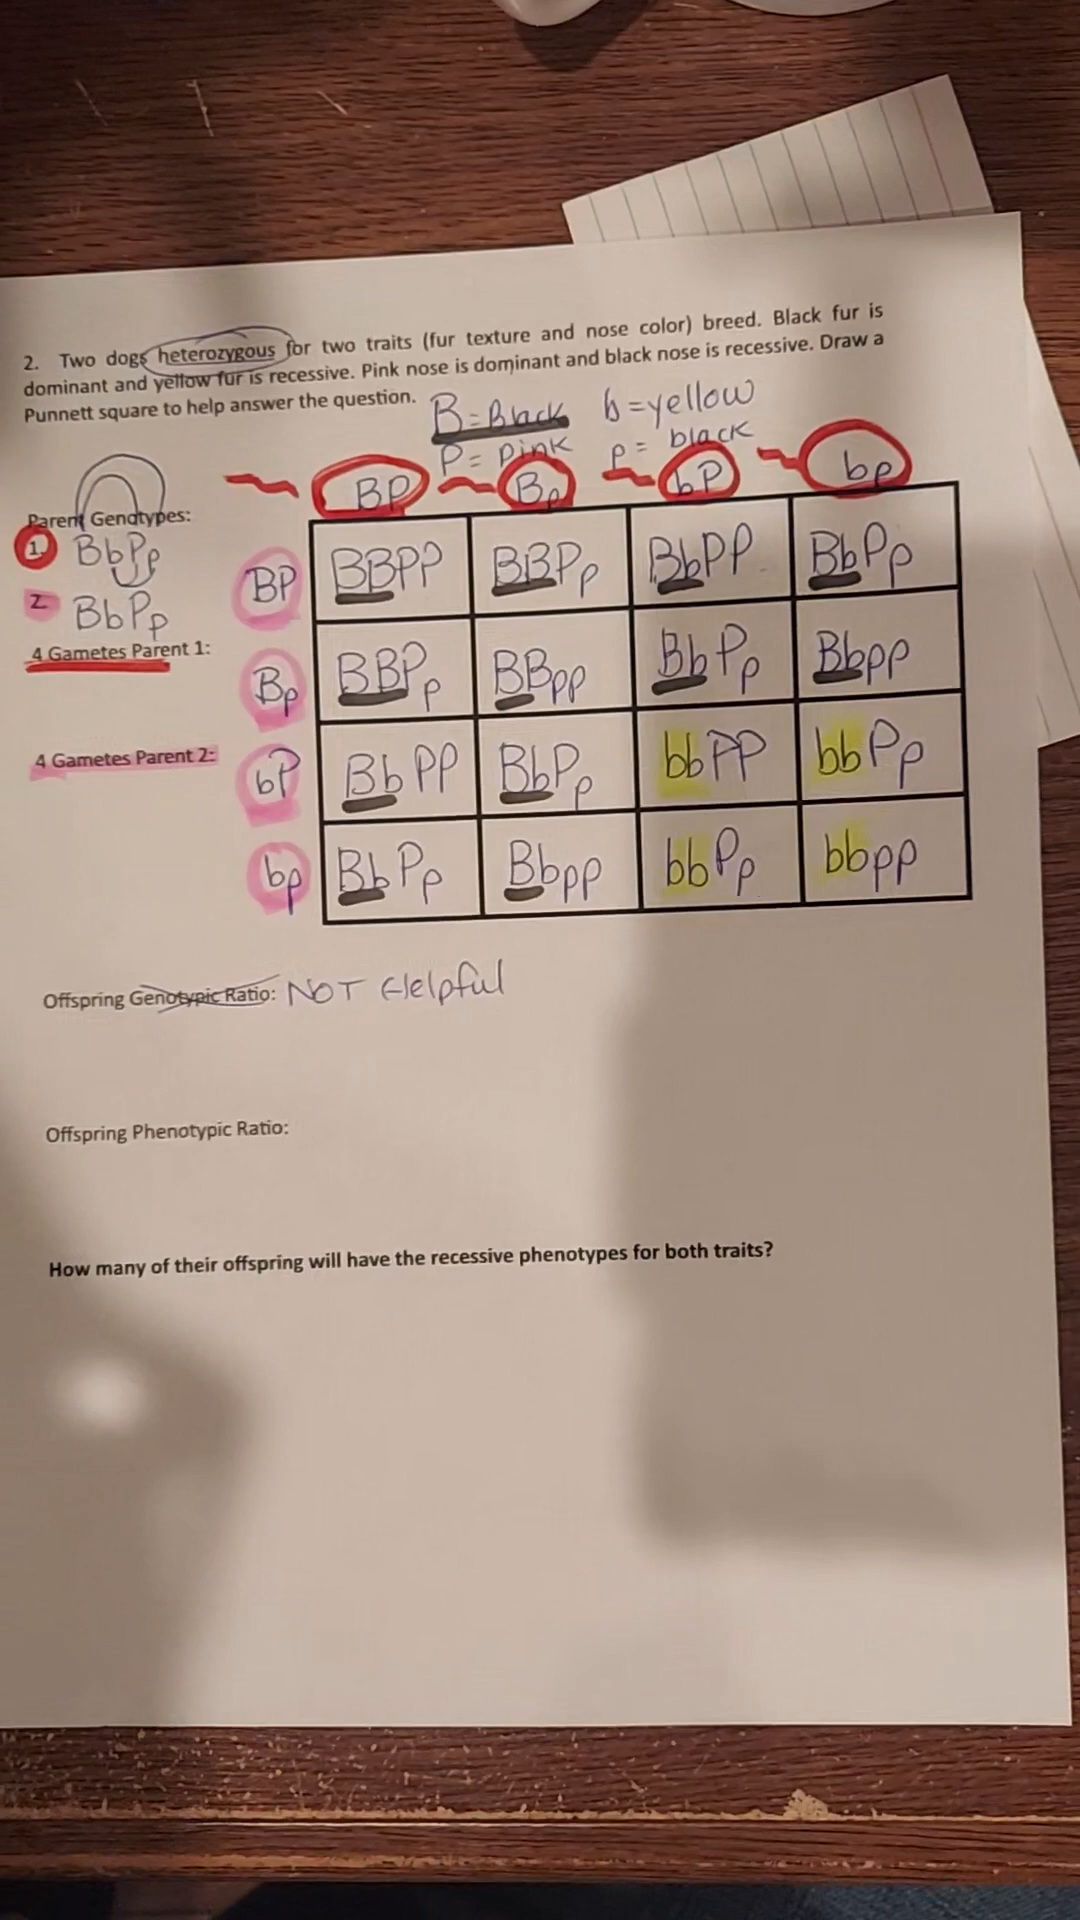 2. Two dogs heterozygous for two traits (fur texture and nose color) breed. Black fur is
dominant and yellow fur is recessive. Pink nose is dominant and black nose is recessive. Draw a
Punnett square to help answer the question.
B=Black b=yellow
P= pink p= black
BP Bp bP bp
Parent Genotypes:
1. BbPp
2 BbPp
4 Gametes Parent 1:
4 Gametes Parent 2:
BP BBPP BBPp BbPP BbPp
Bp BBPp BBpp BbPp Bbpp
bP BbPP BbPp bbPP bbPp
bp BbPp Bbpp bbPp bbpp
Offspring Genotypic Ratio: NOT Helpful
Offspring Phenotypic Ratio:
How many of their offspring will have the recessive phenotypes for both traits?